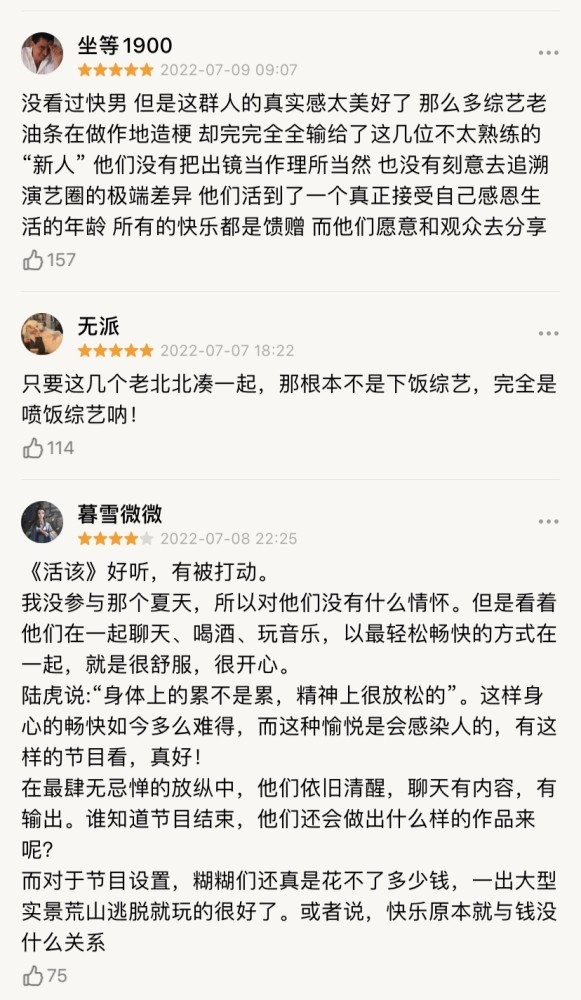 坐等1900
2022-07-09 09:07
没看过快男 但是这群人的真实感太美好了 那么多综艺老
油条在做作地造梗 却完完全全输给了这几位不太熟练的
“新人” 他们没有把出镜当作理所当然 也没有刻意去追溯
演艺圈的极端差异 他们活到了一个真正接受自己感恩生
活的年龄 所有的快乐都是馈赠 而他们愿意和观众去分享
157
无派
2022-07-07 18:22
只要这几个老北北凑一起，那根本不是下饭综艺，完全是
喷饭综艺呐！
114
暮雪微微
2022-07-08 22:25
《活该》好听，有被打动。
我没参与那个夏天，所以对他们没有什么情怀。但是看着
他们在一起聊天、喝酒、玩音乐，以最轻松畅快的方式在
一起，就是很舒服，很开心。
陆虎说:“身体上的累不是累，精神上很放松的”。这样身
心的畅快如今多么难得，而这种愉悦是会感染人的，有这
样的节目看，真好！
在最肆无忌惮的放纵中，他们依旧清醒，聊天有内容，有
输出。谁知道节目结束，他们还会做出什么样的作品来
呢？
而对于节目设置，糊糊们还真是花不了多少钱，一出大型
实景荒山逃脱就玩的很好了。或者说，快乐原本就与钱没
什么关系
75